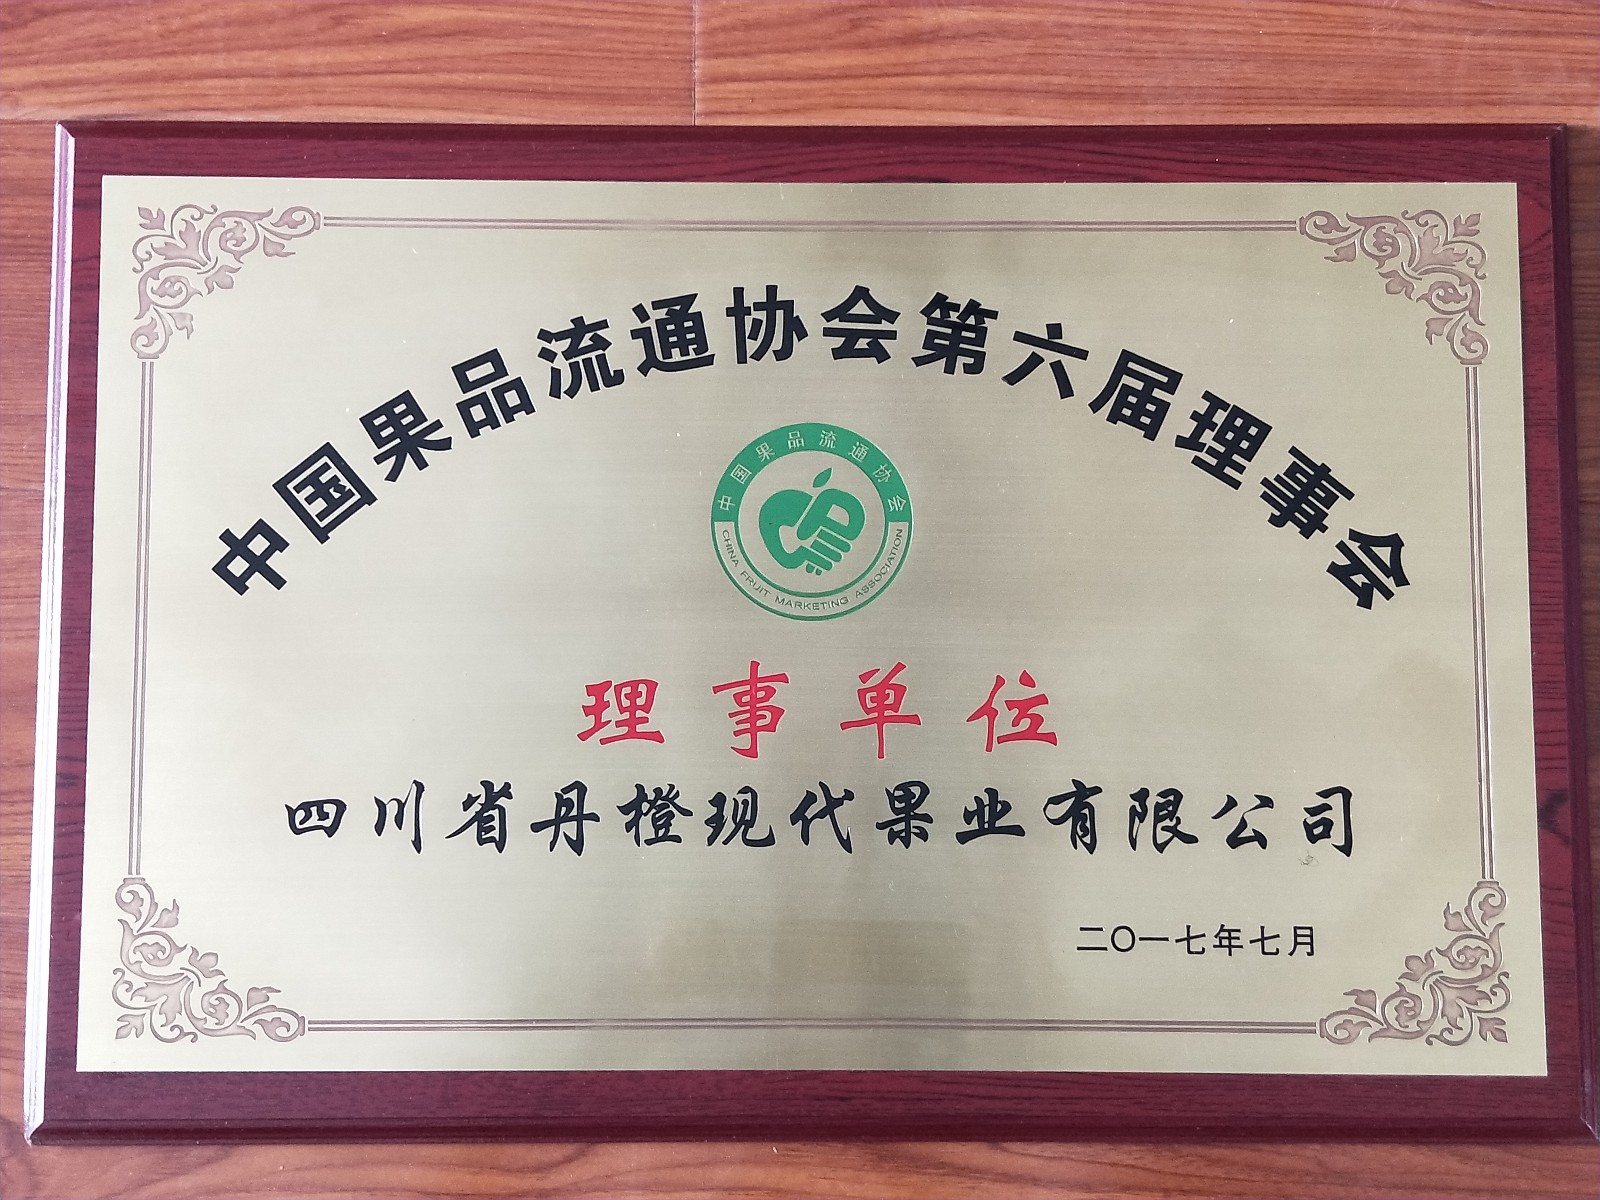 中国果品流通协会第六届理事会
中国果品流通协会
CHINA FRUIT MARKETING ASSOCIATION
理事单位
四川省丹橙现代果业有限公司
二〇一七年七月